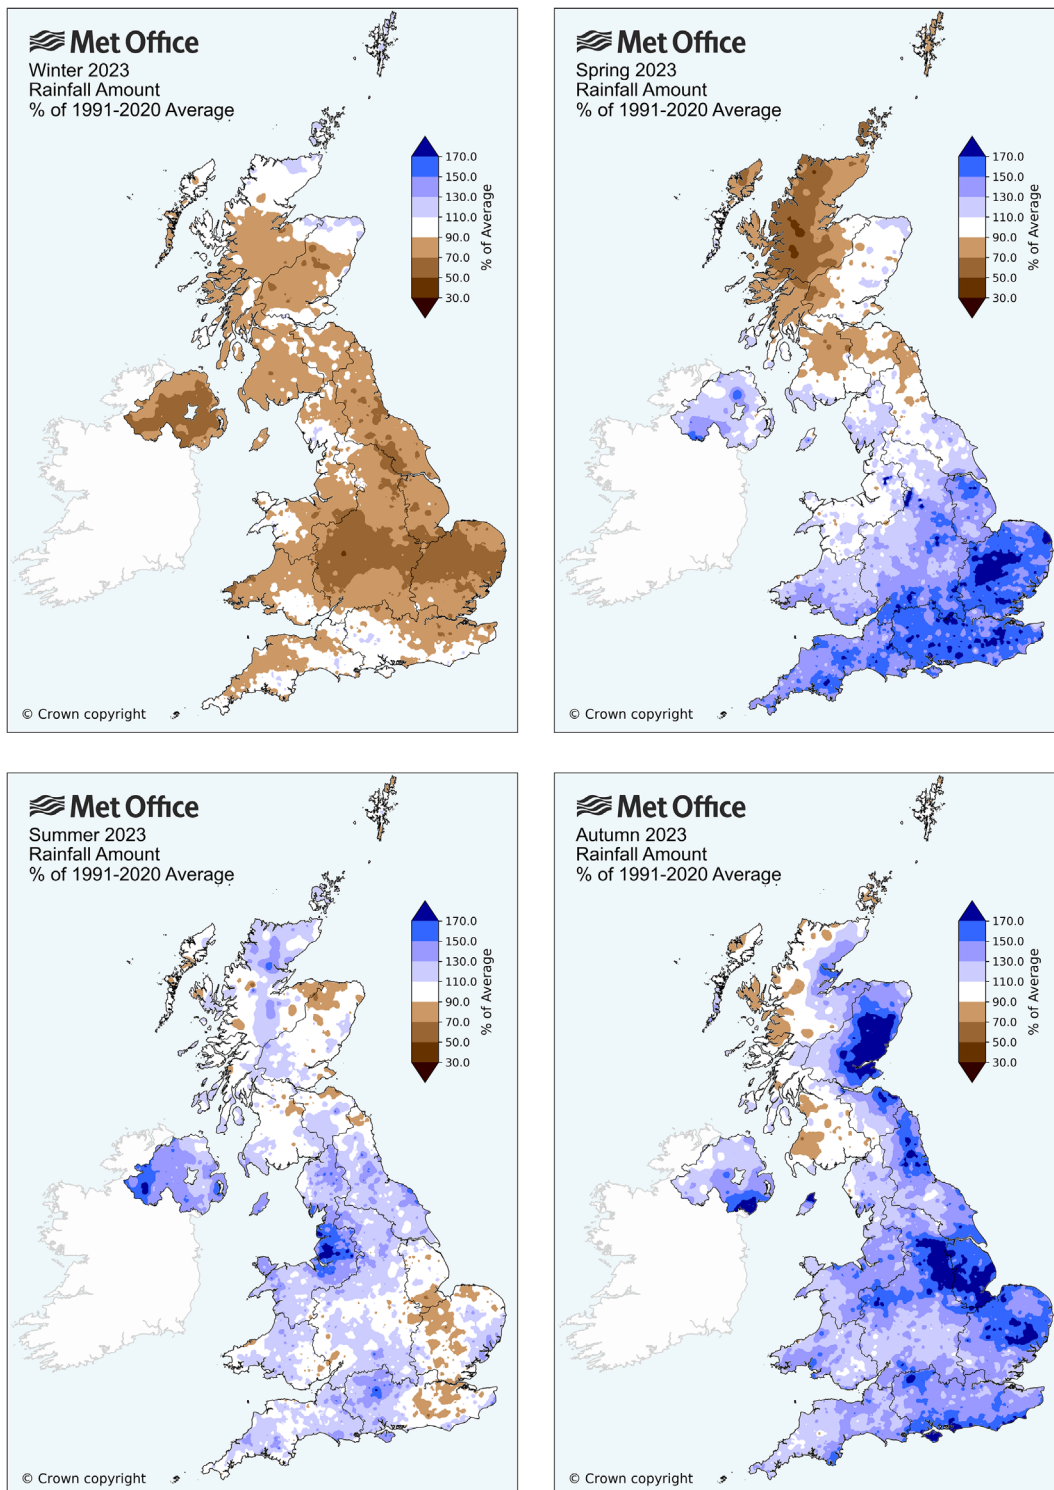 Met Office
Winter 2023
Rainfall Amount
% of 1991-2020 Average
170.0
150.0
130.0
110.0
90.0
70.0
50.0
30.0
% of Average
© Crown copyright
Met Office
Spring 2023
Rainfall Amount
% of 1991-2020 Average
170.0
150.0
130.0
110.0
90.0
70.0
50.0
30.0
% of Average
© Crown copyright
Met Office
Summer 2023
Rainfall Amount
% of 1991-2020 Average
170.0
150.0
130.0
110.0
90.0
70.0
50.0
30.0
% of Average
© Crown copyright
Met Office
Autumn 2023
Rainfall Amount
% of 1991-2020 Average
170.0
150.0
130.0
110.0
90.0
70.0
50.0
30.0
% of Average
© Crown copyright